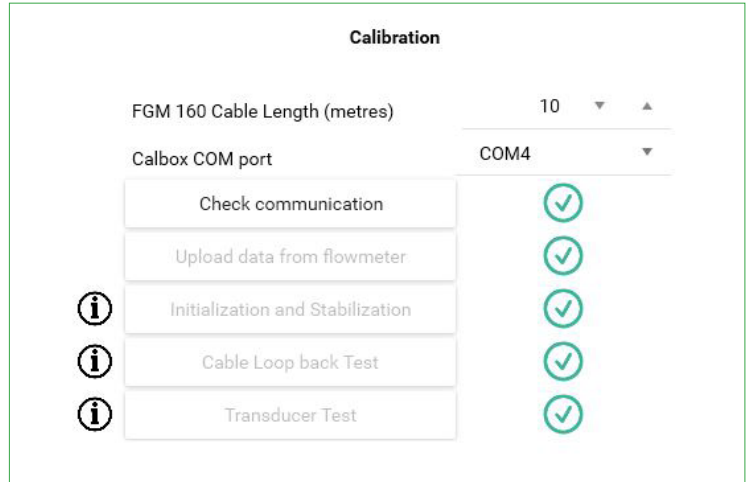 Calibration
FGM 160 Cable Length (metres) 10
Calbox COM port COM4
Check communication
Upload data from flowmeter
Initialization and Stabilization
Cable Loop back Test
Transducer Test